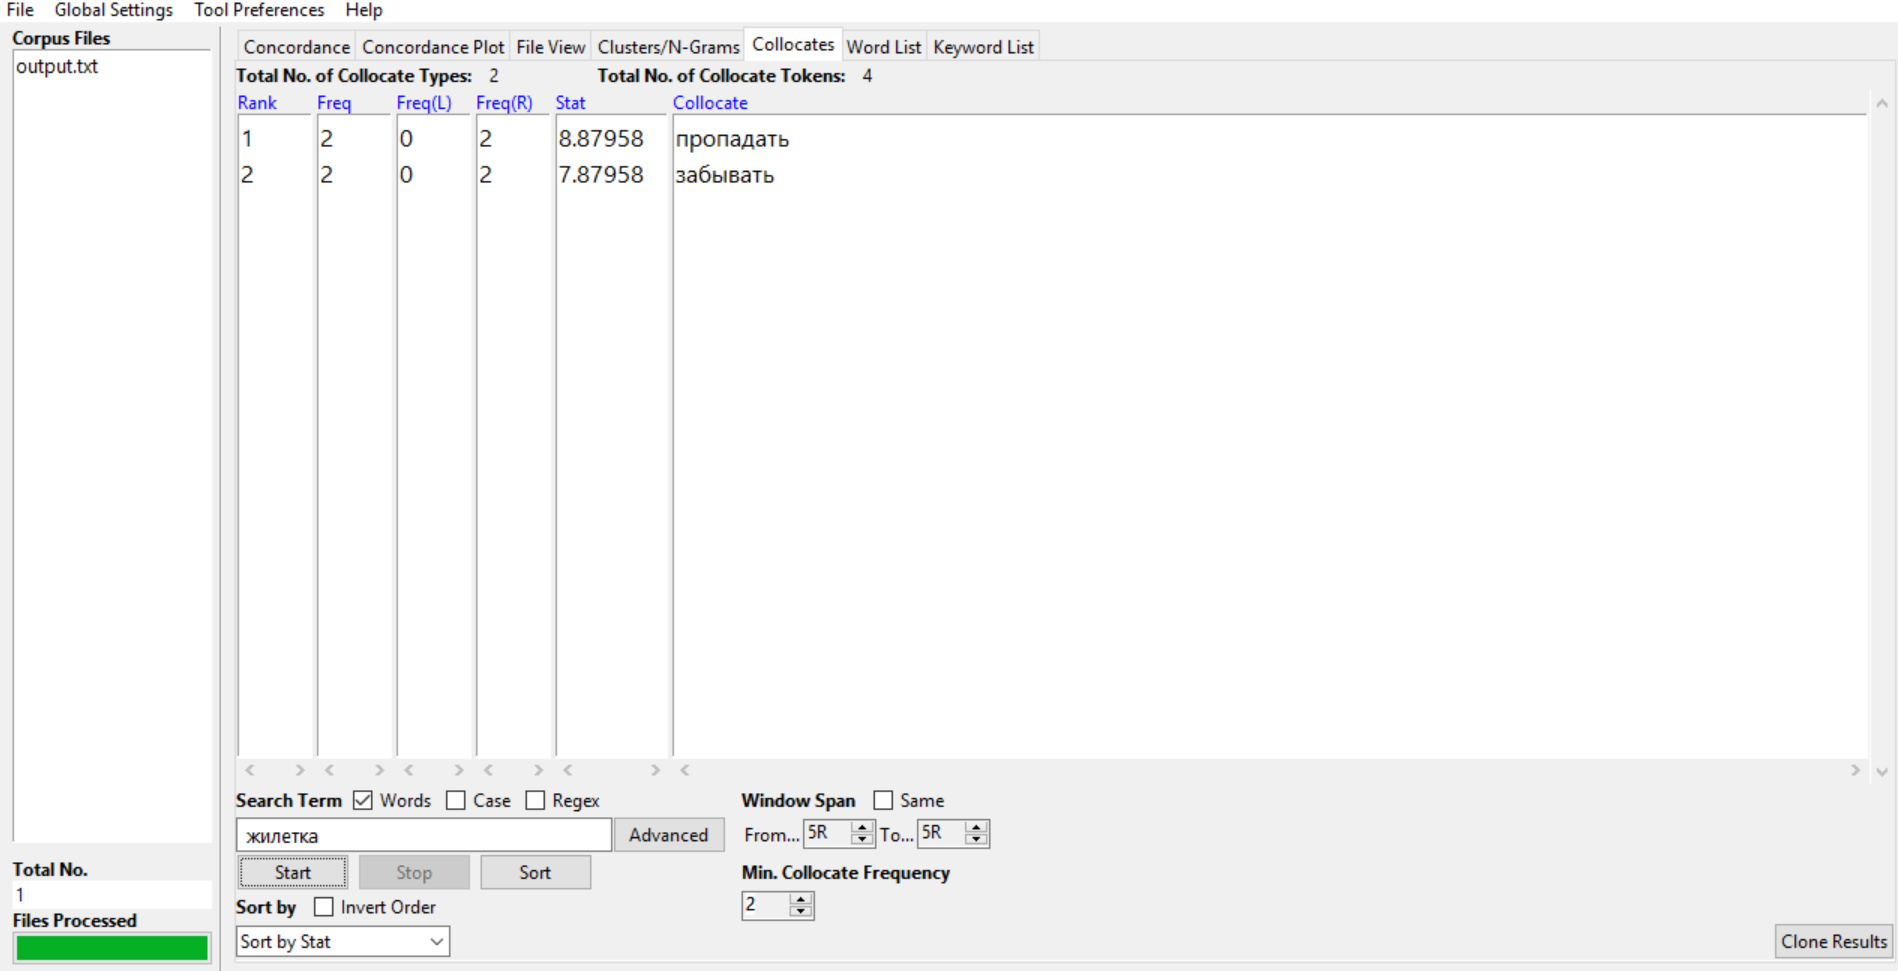 File Global Settings Tool Preferences Help
Corpus Files
output.txt
Concordance Concordance Plot File View Clusters/N-Grams Collocates Word List Keyword List
Total No. of Collocate Types: 2 Total No. of Collocate Tokens: 4
Rank Freq Freq(L) Freq(R) Stat Collocate
1 2 0 2 8.87958 пропадать
2 2 0 2 7.87958 забывать
Search Term Words Case Regex
Window Span Same
жилетка Advanced
From... 5R To... 5R
Start Stop Sort
Min. Collocate Frequency
2
Sort by Invert Order
Sort by Stat
Total No.
1
Files Processed
Clone Results